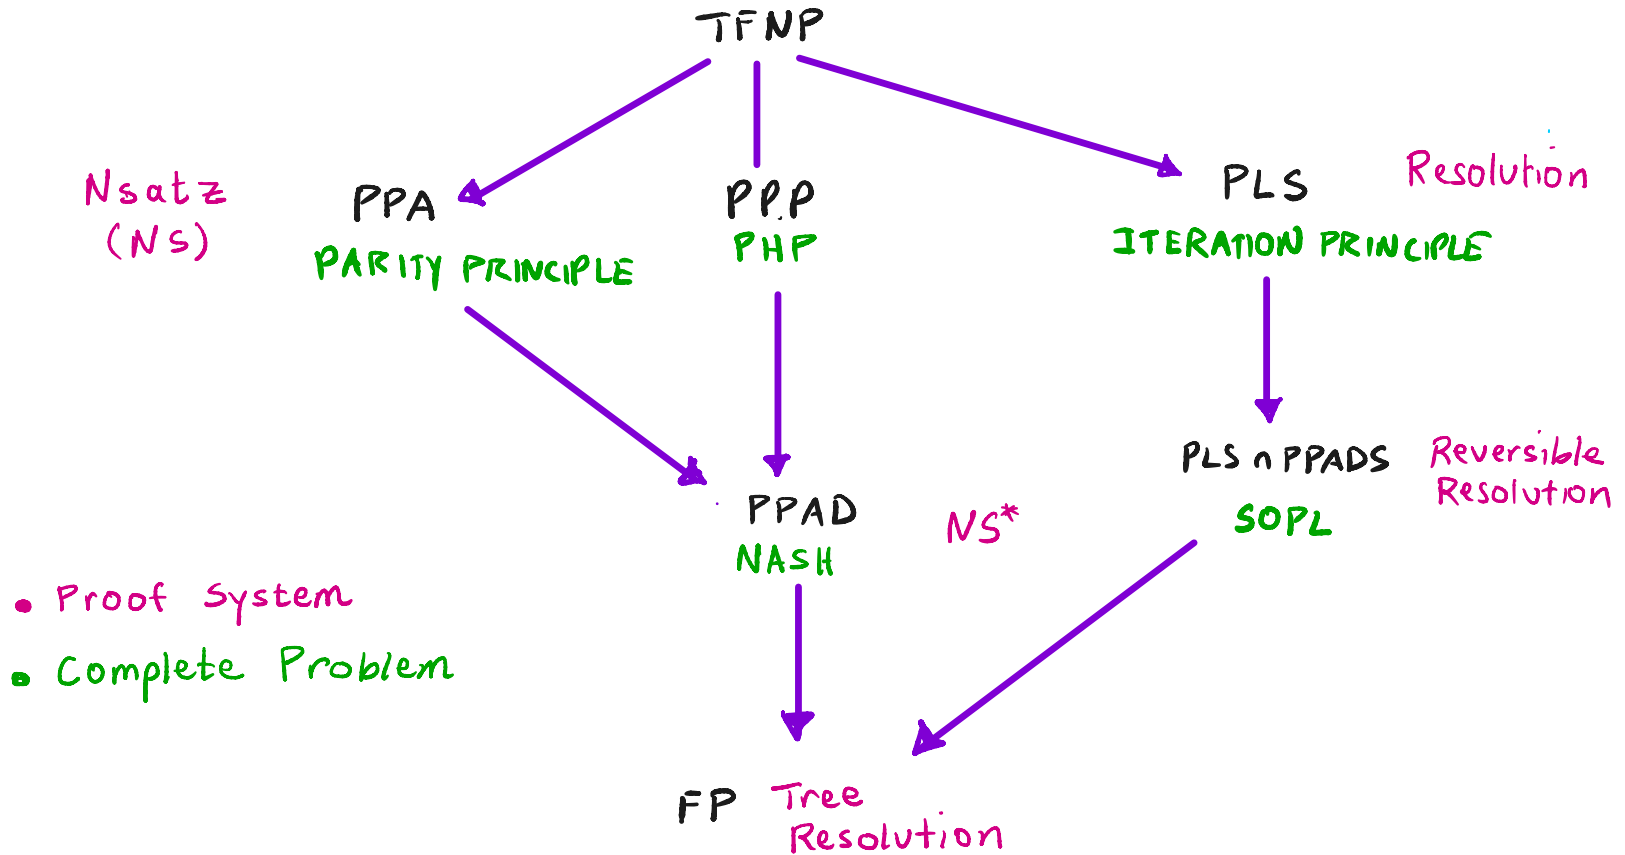 TFNP
Nsatz
(NS)
PPA
PARITY PRINCIPLE
PPP
PHP
PLS
ITERATION PRINCIPLE
Resolution
PPAD
NASH
NS*
PLS ∩ PPADS
SOPL
Reversible
Resolution
• Proof System
• Complete Problem
FP
Tree
Resolution